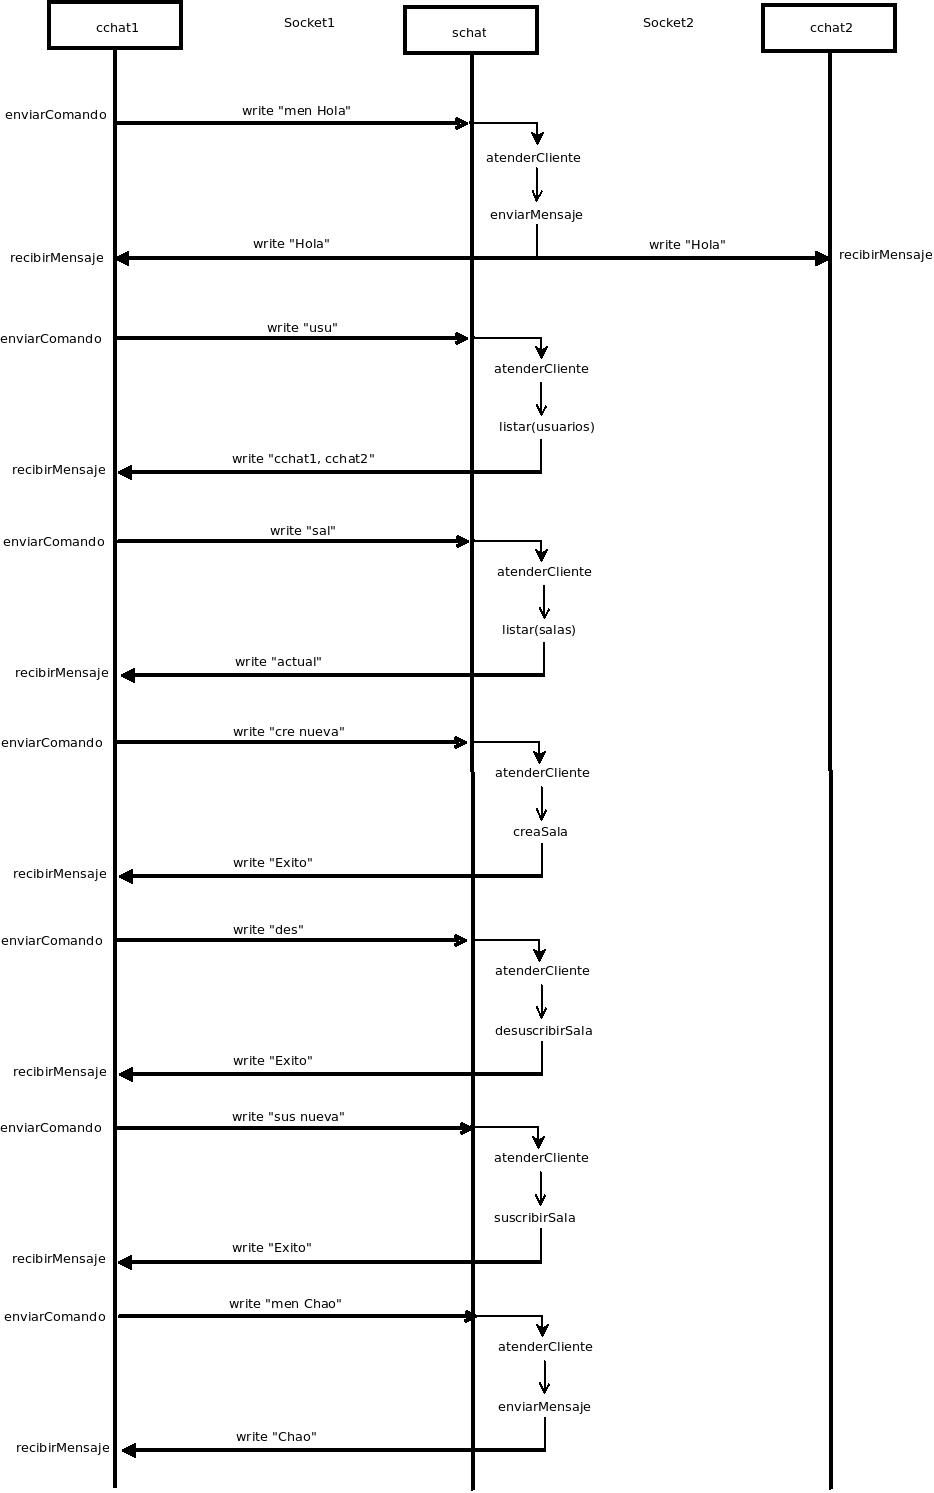 cchat1
Socket1
schat
Socket2
cchat2
enviarComando
write "men Hola"
atenderCliente
enviarMensaje
recibirMensaje
write "Hola"
write "Hola"
recibirMensaje
enviarComando
write "usu"
atenderCliente
listar(usuarios)
recibirMensaje
write "cchat1, cchat2"
enviarComando
write "sal"
atenderCliente
listar(salas)
recibirMensaje
write "actual"
enviarComando
write "cre nueva"
atenderCliente
creaSala
recibirMensaje
write "Exito"
enviarComando
write "des"
atenderCliente
desuscribirSala
recibirMensaje
write "Exito"
enviarComando
write "sus nueva"
atenderCliente
suscribirSala
recibirMensaje
write "Exito"
enviarComando
write "men Chao"
atenderCliente
enviarMensaje
recibirMensaje
write "Chao"